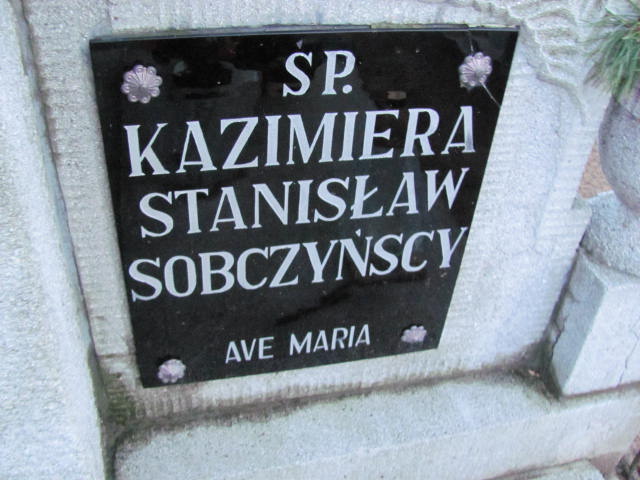 ŚP.
KAZIMIERA
STANISŁAW
SOBCZYŃSCY
AVE MARIA